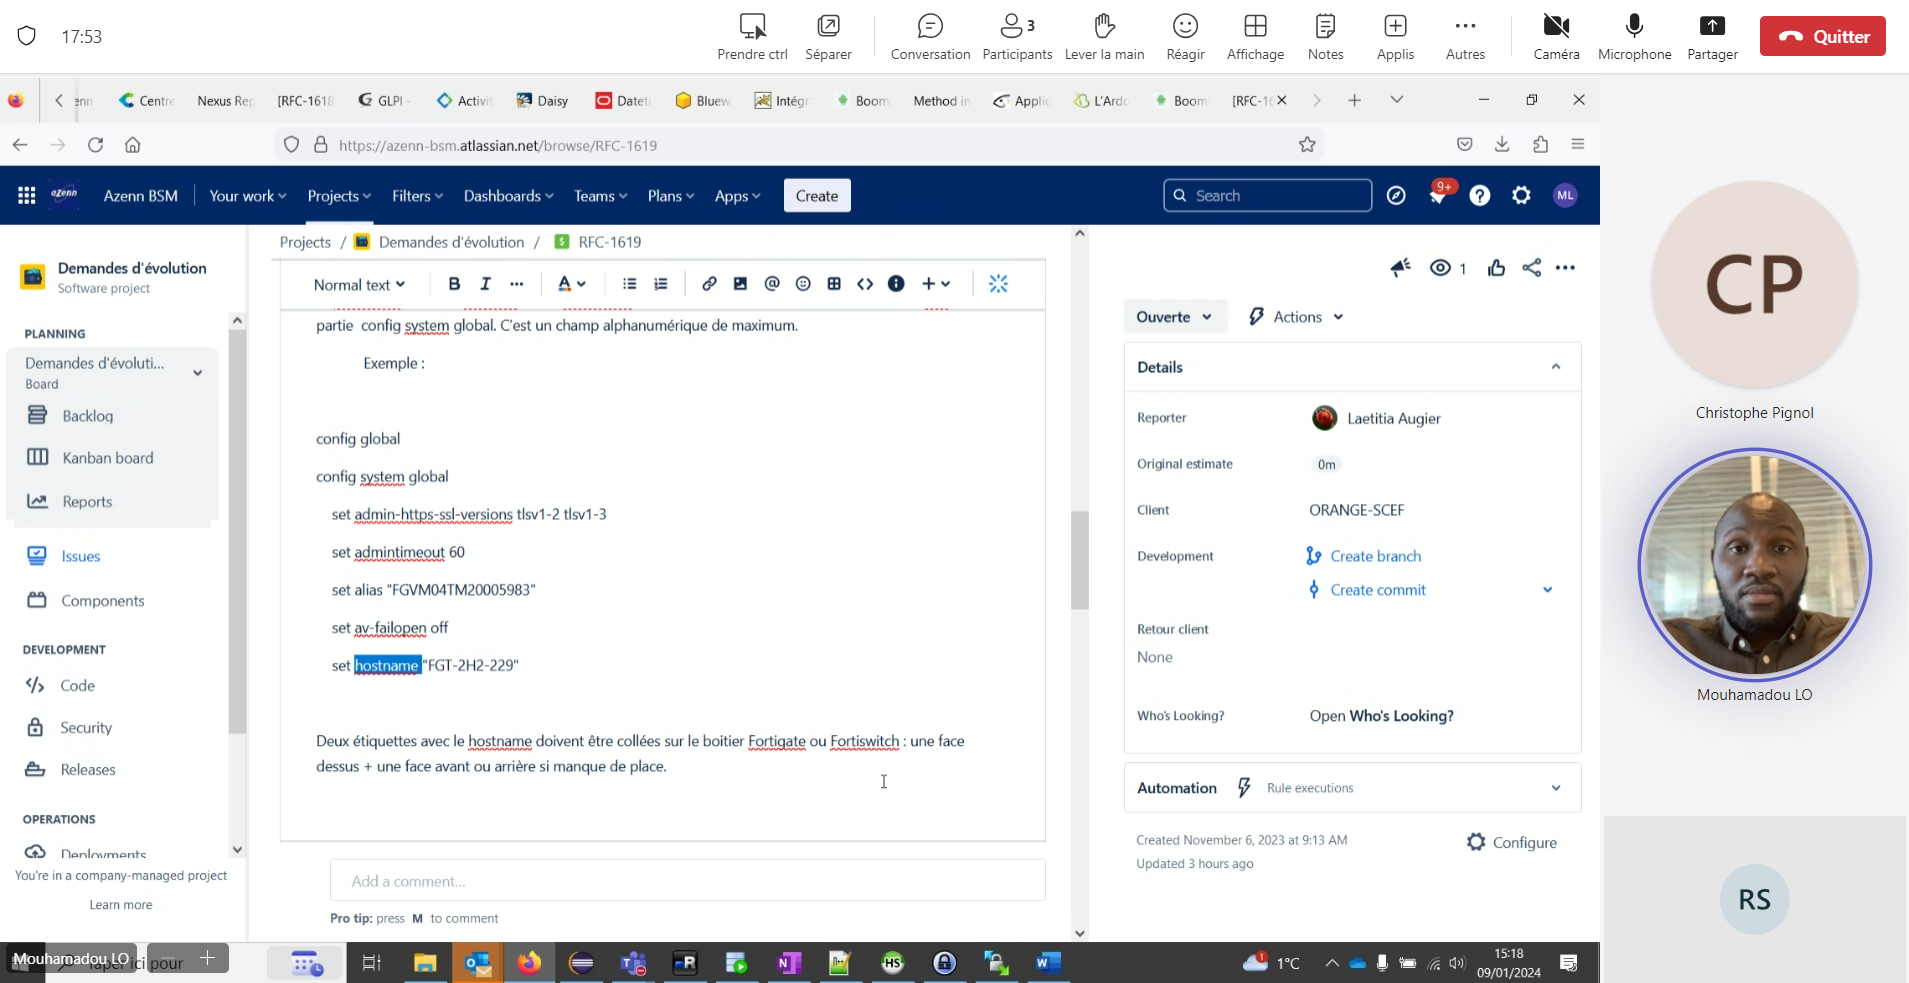 17:53
Prendre ctrl
Séparer
Conversation
3
Participants
Lever la main
Réagir
Affichage
Notes
Applis
Autres
Caméra
Microphone
Partager
Quitter
Centre
Nexus Rep
[RFC-1618
GLPI -
Activit
Daisy
Dateti
Bluew
Intégr
Boom
Method in
Applic
L'Ardo
Boom
[RFC-16
https://azenn-bsm.atlassian.net/browse/RFC-1619
azenn
Azenn BSM
Your work
Projects
Filters
Dashboards
Teams
Plans
Apps
Create
Search
9+
ML
Demandes d'évolution
Software project
PLANNING
Demandes d'évoluti...
Board
Backlog
Kanban board
Reports
Issues
Components
DEVELOPMENT
Code
Security
Releases
OPERATIONS
Deployments
You're in a company-managed project
Learn more
Projects / Demandes d'évolution / RFC-1619
Normal text
B I ... A
partie config system global. C'est un champ alphanumérique de maximum.
Exemple :
config global
config system global
set admin-https-ssl-versions tlsv1-2 tlsv1-3
set admintimeout 60
set alias "FGVM04TM20005983"
set av-failopen off
set hostname "FGT-2H2-229"
Deux étiquettes avec le hostname doivent être collées sur le boitier Fortigate ou Fortiswitch : une face
dessus + une face avant ou arrière si manque de place.
Add a comment...
Pro tip: press M to comment
1
Ouverte
Actions
Details
Reporter
Laetitia Augier
Original estimate
0m
Client
ORANGE-SCEF
Development
Create branch
Create commit
Retour client
None
Who's Looking?
Open Who's Looking?
Automation
Rule executions
Created November 6, 2023 at 9:13 AM
Updated 3 hours ago
Configure
CP
Christophe Pignol
Mouhamadou LO
RS
Mouhamadou LO
Taper ici pour
1
1°C
15:18
09/01/2024